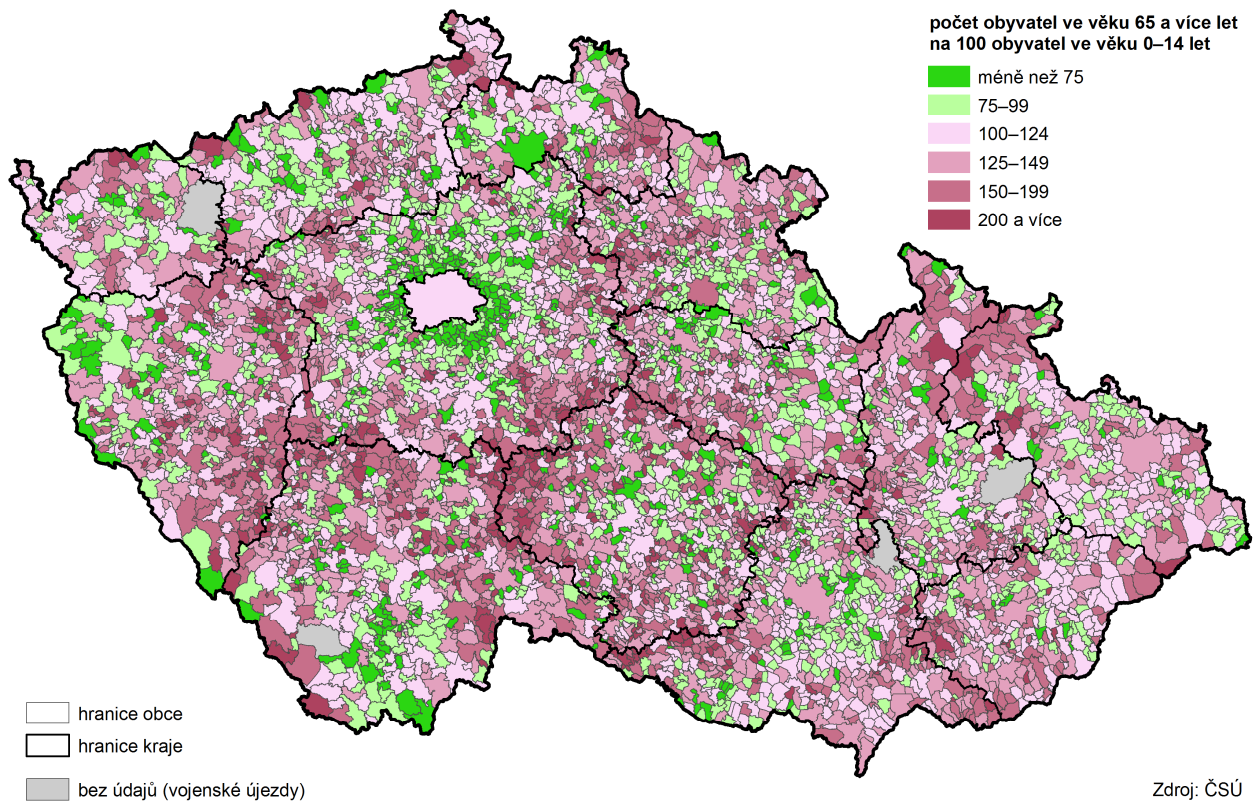 počet obyvatel ve věku 65 a více let
na 100 obyvatel ve věku 0–14 let
méně než 75
75–99
100–124
125–149
150–199
200 a více
hranice obce
hranice kraje
bez údajů (vojenské újezdy)
Zdroj: ČSÚ